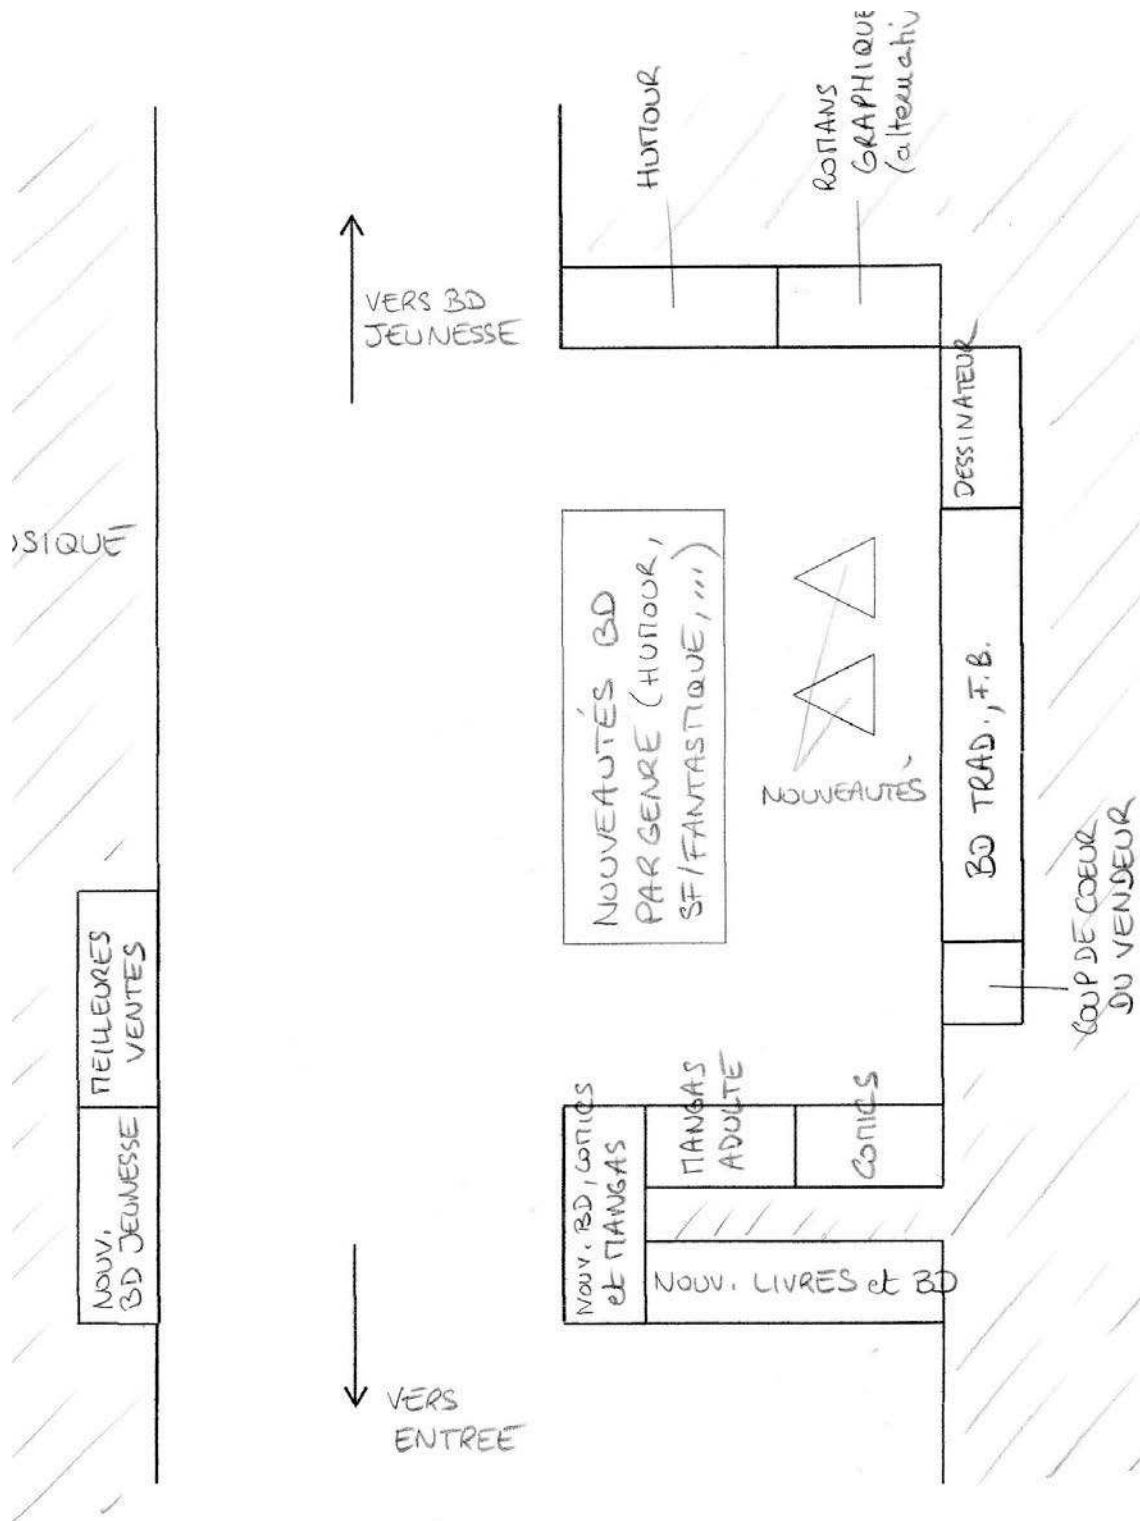 HUMOUR
ROMANS
GRAPHIQUE
(alternativ
VERS BD
JEUNESSE
DESSINATEUR
SIQUE
NOUVEAUTÉS BD
PAR GENRE (HUMOUR,
SF/FANTASTIQUE,...)
NOUVEAUTÉS
BD TRAD., F.B.
COUP DE COEUR
DU VENDEUR
MEILLEURES
VENTES
NOUV.
BD JEUNESSE
NOUV. BD, COMICS
et MANGAS
MANGAS
ADULTE
COMICS
NOUV. LIVRES et BD
VERS
ENTREE